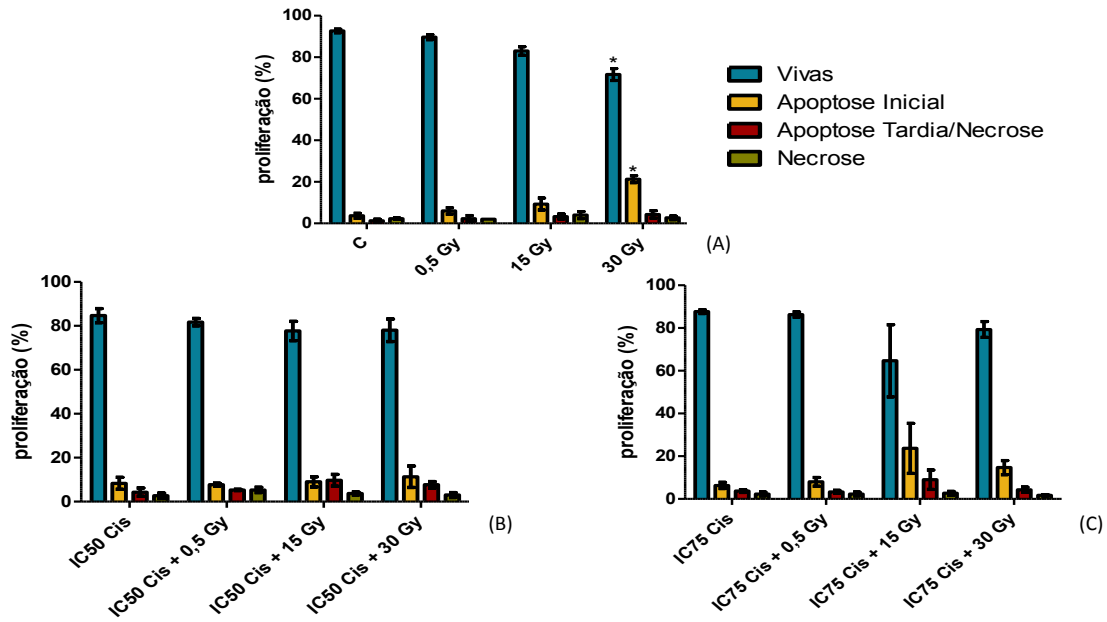 proliferação (%)
100
80
60
40
20
0
*
*
C
0,5 Gy
15 Gy
30 Gy
(A)
Vivas
Apoptose Inicial
Apoptose Tardia/Necrose
Necrose
proliferação (%)
100
80
60
40
20
0
IC50 Cis
IC50 Cis + 0,5 Gy
IC50 Cis + 15 Gy
IC50 Cis + 30 Gy
(B)
proliferação (%)
100
80
60
40
20
0
IC75 Cis
IC75 Cis + 0,5 Gy
IC75 Cis + 15 Gy
IC75 Cis + 30 Gy
(C)